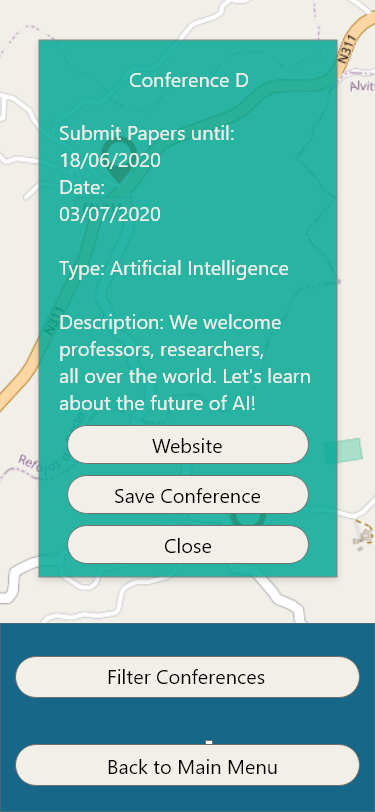 N311
Alvit
Conference D
Submit Papers until:
18/06/2020
Date:
03/07/2020
Type: Artificial Intelligence
N311
Description: We welcome
professors, researchers,
all over the world. Let's learn
about the future of AI!
Website
Refojos
Save Conference
Close
Filter Conferences
Back to Main Menu